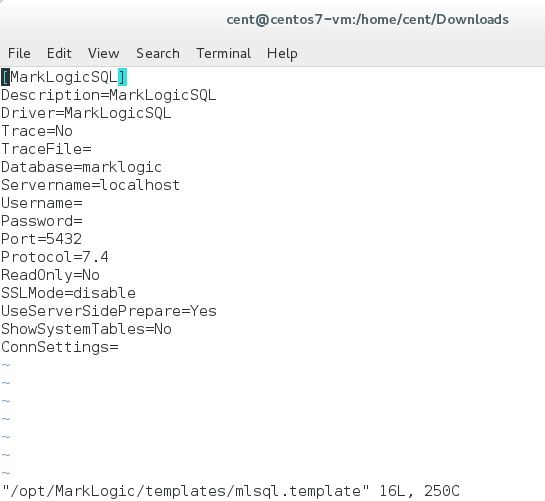 cent@centos7-vm:/home/cent/Downloads
File Edit View Search Terminal Help
[MarkLogicSQL]
Description=MarkLogicSQL
Driver=MarkLogicSQL
Trace=No
TraceFile=
Database=marklogic
Servername=localhost
Username=
Password=
Port=5432
Protocol=7.4
ReadOnly=No
SSLMode=disable
UseServerSidePrepare=Yes
ShowSystemTables=No
ConnSettings=
~
~
~
~
~
~
~
"/opt/MarkLogic/templates/mlsql.template" 16L, 250C